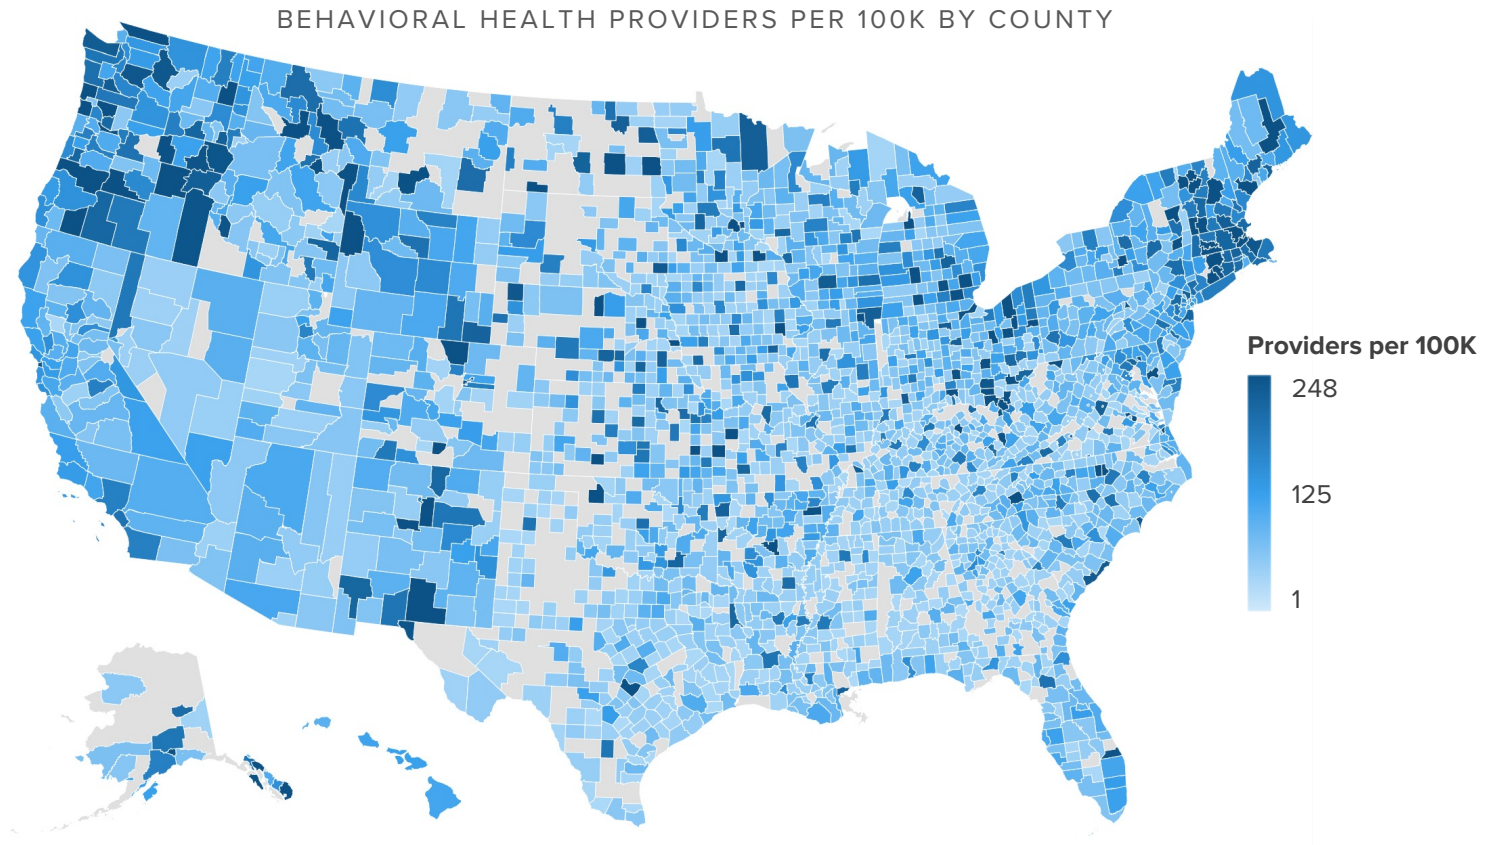 BEHAVIORAL HEALTH PROVIDERS PER 100K BY COUNTY
Providers per 100K
248
125
1